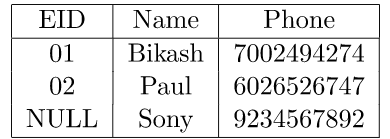 EID Name Phone
01 Bikash 7002494274
02 Paul 6026526747
NULL Sony 9234567892